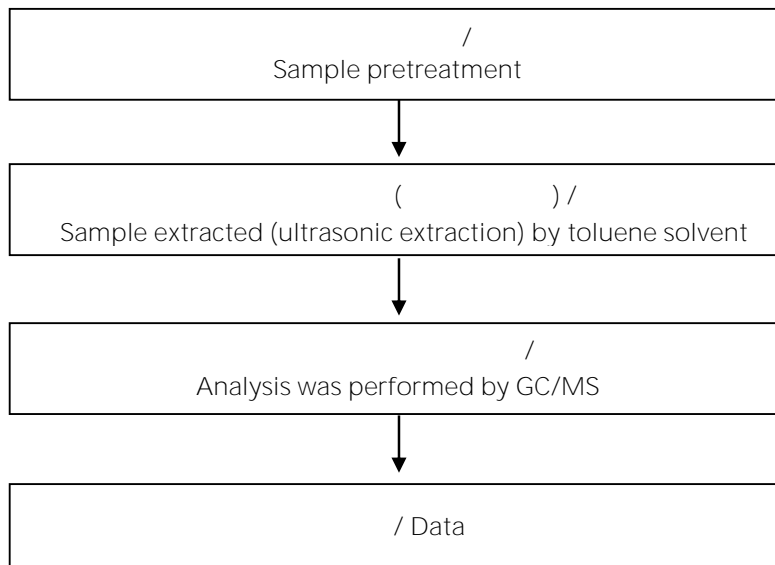 /
Sample pretreatment
( ) /
Sample extracted (ultrasonic extraction) by toluene solvent
/
Analysis was performed by GC/MS
/ Data